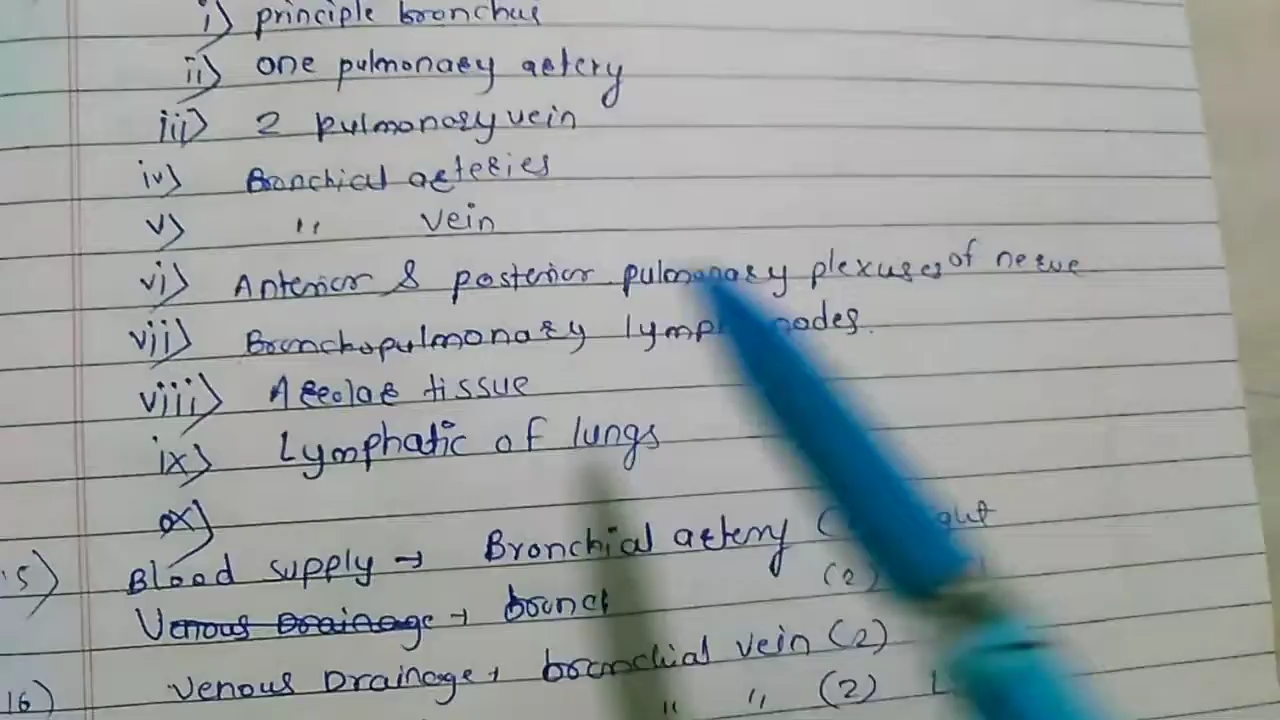 i) principle bronchus
ii) one pulmonary artery
iii) 2 pulmonary vein
iv) Bronchial arteries
v) " vein
vi) Anterior & posterior pulmonary plexuses of nerve
vii) Bronchopulmonary lymph nodes.
viii) Areolar tissue
ix) Lymphatic of lungs
x)
15) Blood supply → Bronchial artery (
(2)
Venous Drainage →
16) Venous Drainage → bronchial vein (2)
" " (2) L